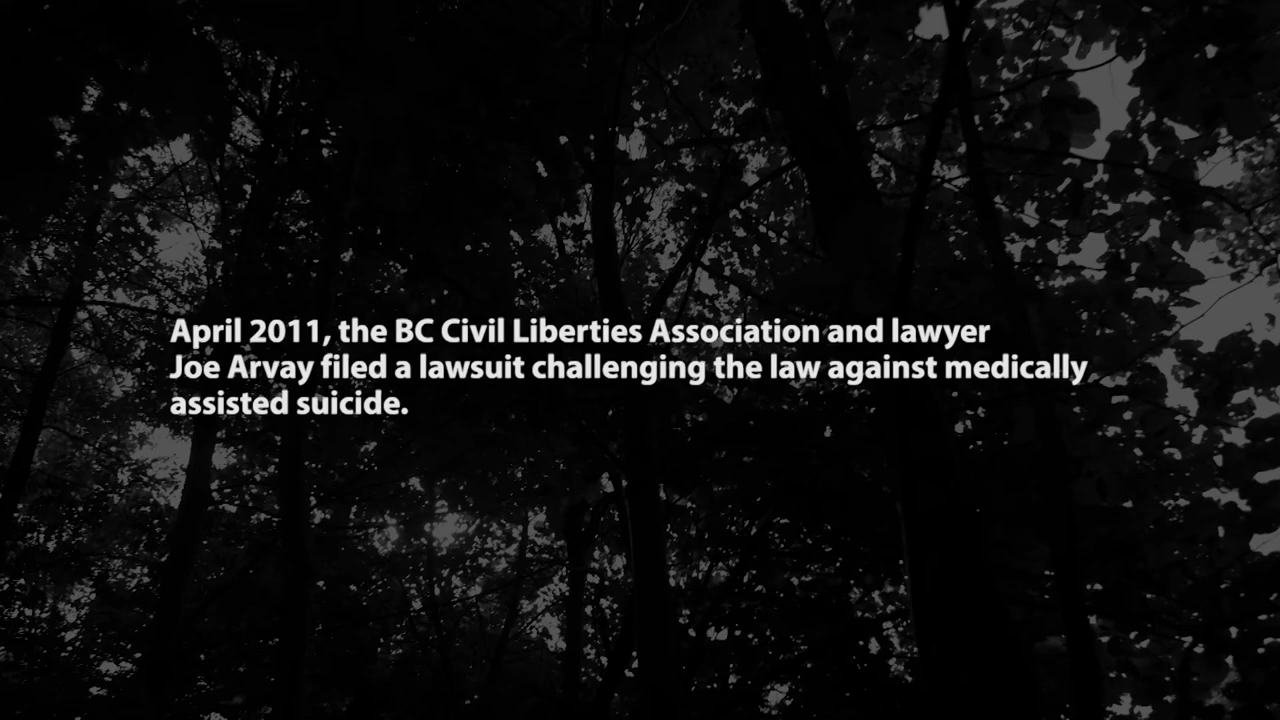 April 2011, the BC Civil Liberties Association and lawyer
Joe Arvay filed a lawsuit challenging the law against medically
assisted suicide.